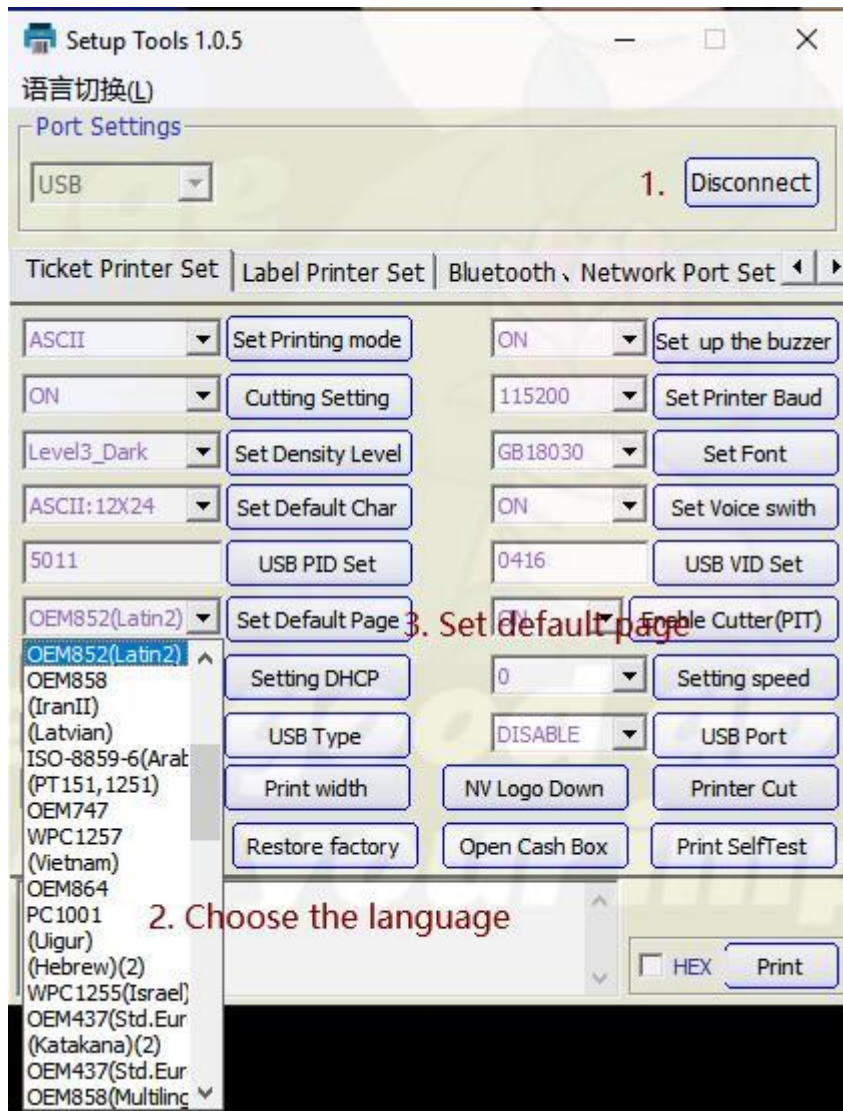 Setup Tools 1.0.5
语言切换(L)
Port Settings
USB
1. Disconnect
Ticket Printer Set Label Printer Set Bluetooth、Network Port Set
ASCII Set Printing mode ON Set up the buzzer
ON Cutting Setting 115200 Set Printer Baud
Level3_Dark Set Density Level GB18030 Set Font
ASCII:12X24 Set Default Char ON Set Voice swith
5011 USB PID Set 0416 USB VID Set
OEM852(Latin2) Set Default Page ON Enable Cutter(PIT)
3. Set default page
OEM852(Latin2)
OEM858 Setting DHCP 0 Setting speed
(IranII)
(Latvian) USB Type DISABLE USB Port
ISO-8859-6(Arab
(PT151,1251) Print width NV Logo Down Printer Cut
OEM747
WPC1257 Restore factory Open Cash Box Print SelfTest
(Vietnam)
OEM864
PC1001
2. Choose the language
(Uigur)
(Hebrew)(2) HEX Print
WPC1255(Israel)
OEM437(Std.Eur
(Katakana)(2)
OEM437(Std.Eur
OEM858(Multiling